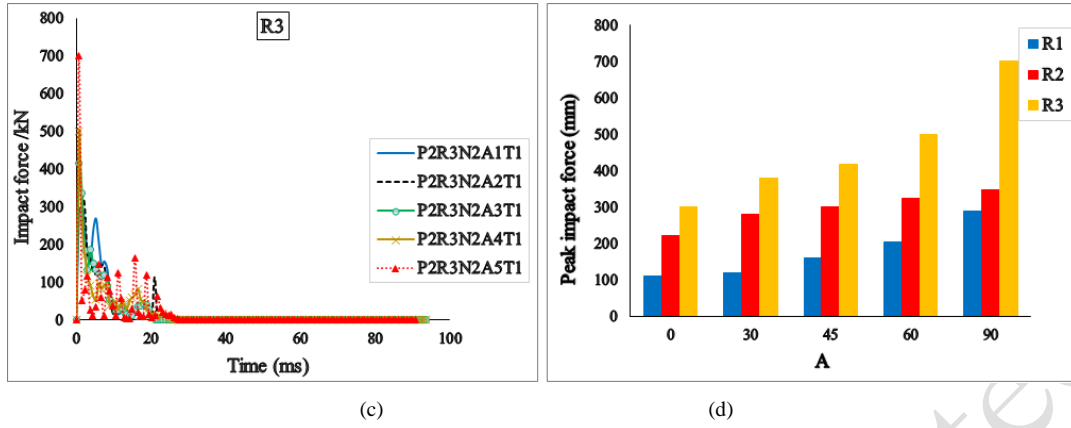 R3
800
700
600
500
400
300
200
100
0
Impact force /kN
0 20 40 60 80 100
Time (ms)
P2R3N2A1T1
P2R3N2A2T1
P2R3N2A3T1
P2R3N2A4T1
P2R3N2A5T1
(c)
800
700
600
500
400
300
200
100
0
Peak impact force (mm)
0 30 45 60 90
A
R1
R2
R3
(d)